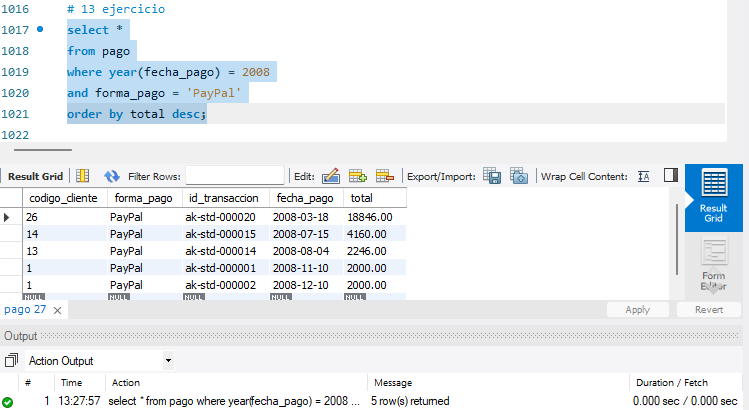 1016 # 13 ejercicio
1017 select *
1018 from pago
1019 where year(fecha_pago) = 2008
1020 and forma_pago = 'PayPal'
1021 order by total desc;
1022
Result Grid Filter Rows: Edit: Export/Import: Wrap Cell Content: IA
codigo_cliente forma_pago id_transaccion fecha_pago total
26 PayPal ak-std-000020 2008-03-18 18846.00
14 PayPal ak-std-000015 2008-07-15 4160.00
13 PayPal ak-std-000014 2008-08-04 2246.00
1 PayPal ak-std-000001 2008-11-10 2000.00
1 PayPal ak-std-000002 2008-12-10 2000.00
NULL NULL NULL NULL NULL
Result
Grid
Form
Editor
pago 27 Apply Revert
Output
Action Output
# Time Action Message Duration / Fetch
1 13:27:57 select * from pago where year(fecha_pago) = 2008 ... 5 row(s) returned 0.000 sec / 0.000 sec